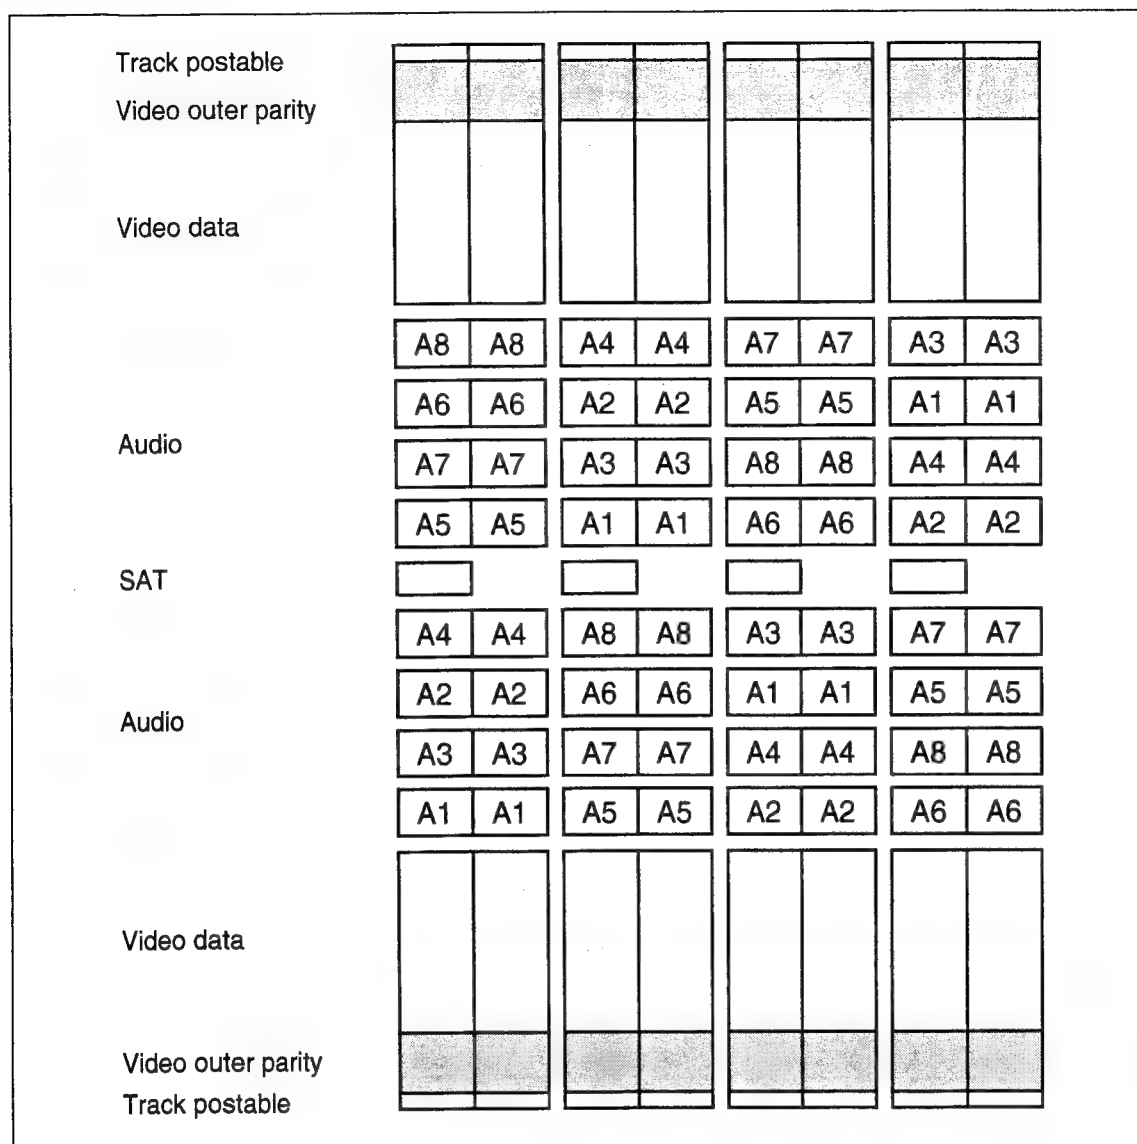 Track postable
Video outer parity
Video data
A8 A8 A4 A4 A7 A7 A3 A3
A6 A6 A2 A2 A5 A5 A1 A1
Audio
A7 A7 A3 A3 A8 A8 A4 A4
A5 A5 A1 A1 A6 A6 A2 A2
SAT
A4 A4 A8 A8 A3 A3 A7 A7
A2 A2 A6 A6 A1 A1 A5 A5
Audio
A3 A3 A7 A7 A4 A4 A8 A8
A1 A1 A5 A5 A2 A2 A6 A6
Video data
Video outer parity
Track postable